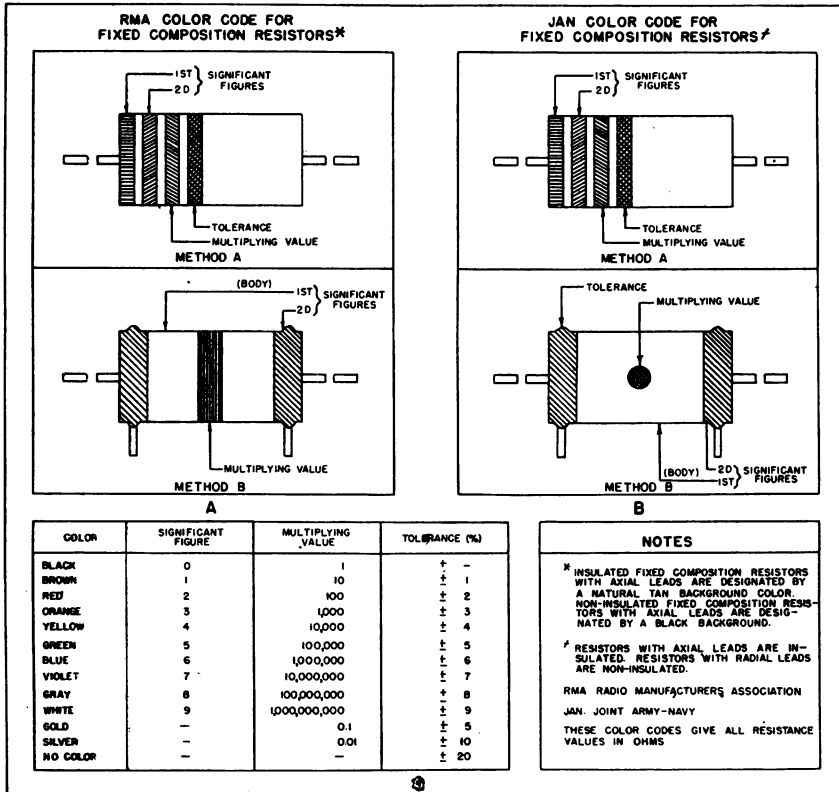 RMA COLOR CODE FOR
FIXED COMPOSITION RESISTORS*
1ST
2D
SIGNIFICANT
FIGURES
TOLERANCE
MULTIPLYING VALUE
METHOD A
(BODY)
1ST
2D
SIGNIFICANT
FIGURES
MULTIPLYING VALUE
METHOD B
A
JAN COLOR CODE FOR
FIXED COMPOSITION RESISTORS ⁄
1ST
2D
SIGNIFICANT
FIGURES
TOLERANCE
MULTIPLYING VALUE
METHOD A
TOLERANCE
MULTIPLYING VALUE
(BODY)
2D
1ST
SIGNIFICANT
FIGURES
METHOD B
B
COLOR SIGNIFICANT FIGURE MULTIPLYING VALUE TOLERANCE (%)
BLACK 0 1 ± –
BROWN 1 10 ± 1
RED 2 100 ± 2
ORANGE 3 1,000 ± 3
YELLOW 4 10,000 ± 4
GREEN 5 100,000 ± 5
BLUE 6 1,000,000 ± 6
VIOLET 7 10,000,000 ± 7
GRAY 8 100,000,000 ± 8
WHITE 9 1,000,000,000 ± 9
GOLD — 0.1 ± 5
SILVER — 0.01 ± 10
NO COLOR — — ± 20
NOTES
* INSULATED FIXED COMPOSITION RESISTORS
WITH AXIAL LEADS ARE DESIGNATED BY
A NATURAL TAN BACKGROUND COLOR.
NON-INSULATED FIXED COMPOSITION RESIS-
TORS WITH AXIAL LEADS ARE DESIG-
NATED BY A BLACK BACKGROUND.
⁄ RESISTORS WITH AXIAL LEADS ARE IN-
SULATED. RESISTORS WITH RADIAL LEADS
ARE NON-INSULATED.
RMA RADIO MANUFACTURERS ASSOCIATION
JAN. JOINT ARMY-NAVY
THESE COLOR CODES GIVE ALL RESISTANCE
VALUES IN OHMS